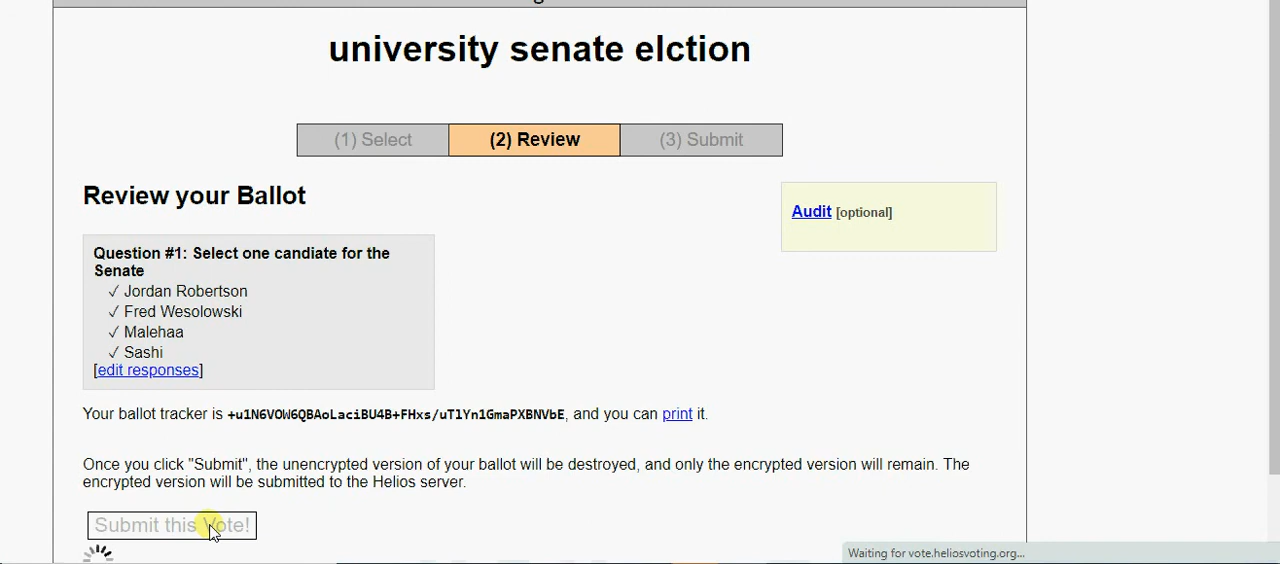 university senate elction
(1) Select
(2) Review
(3) Submit
Review your Ballot
Audit [optional]
Question #1: Select one candiate for the
Senate
✓ Jordan Robertson
✓ Fred Wesolowski
✓ Malehaa
✓ Sashi
[edit responses]
Your ballot tracker is +u1N6VOW6QBAoLaciBU4B+FHxs/uTlYn1GmaPXBNVbE, and you can print it.
Once you click "Submit", the unencrypted version of your ballot will be destroyed, and only the encrypted version will remain. The
encrypted version will be submitted to the Helios server.
Submit this Vote!
Waiting for vote.heliosvoting.org...